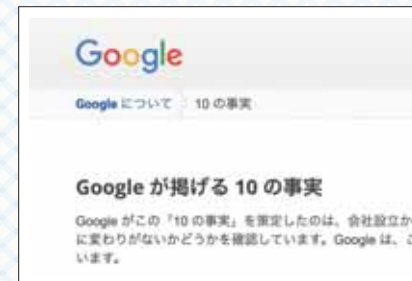 Google
Google について 10 の事実
Google が掲げる 10 の事実
Google がこの「10 の事実」を策定したのは、会社設立か
に変わりがないかどうかを確認しています。Google は、こ
います。